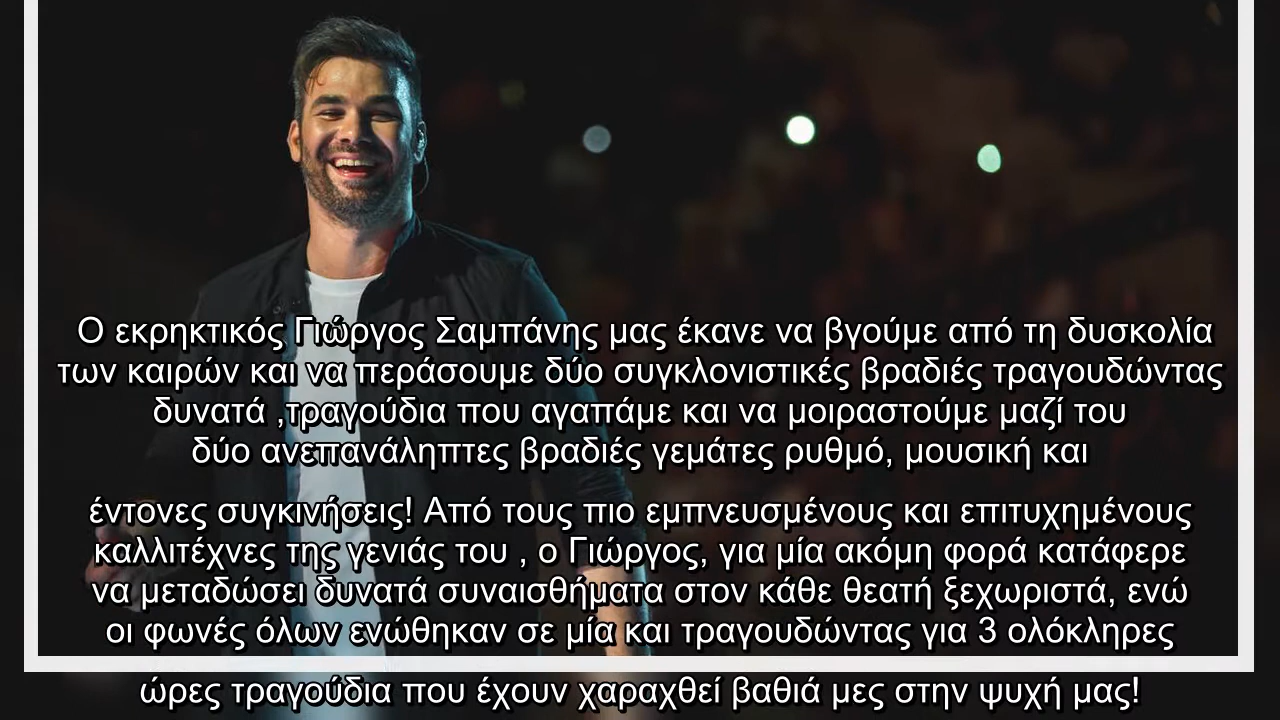 Ο εκρηκτικός Γιώργος Σαμπάνης μας έκανε να βγούμε από τη δυσκολία
των καιρών και να περάσουμε δύο συγκλονιστικές βραδιές τραγουδώντας
δυνατά ,τραγούδια που αγαπάμε και να μοιραστούμε μαζί του
δύο ανεπανάληπτες βραδιές γεμάτες ρυθμό, μουσική και
έντονες συγκινήσεις! Από τους πιο εμπνευσμένους και επιτυχημένους
καλλιτέχνες της γενιάς του , ο Γιώργος, για μία ακόμη φορά κατάφερε
να μεταδώσει δυνατά συναισθήματα στον κάθε θεατή ξεχωριστά, ενώ
οι φωνές όλων ενώθηκαν σε μία και τραγουδώντας για 3 ολόκληρες
ώρες τραγούδια που έχουν χαραχθεί βαθιά μες στην ψυχή μας!